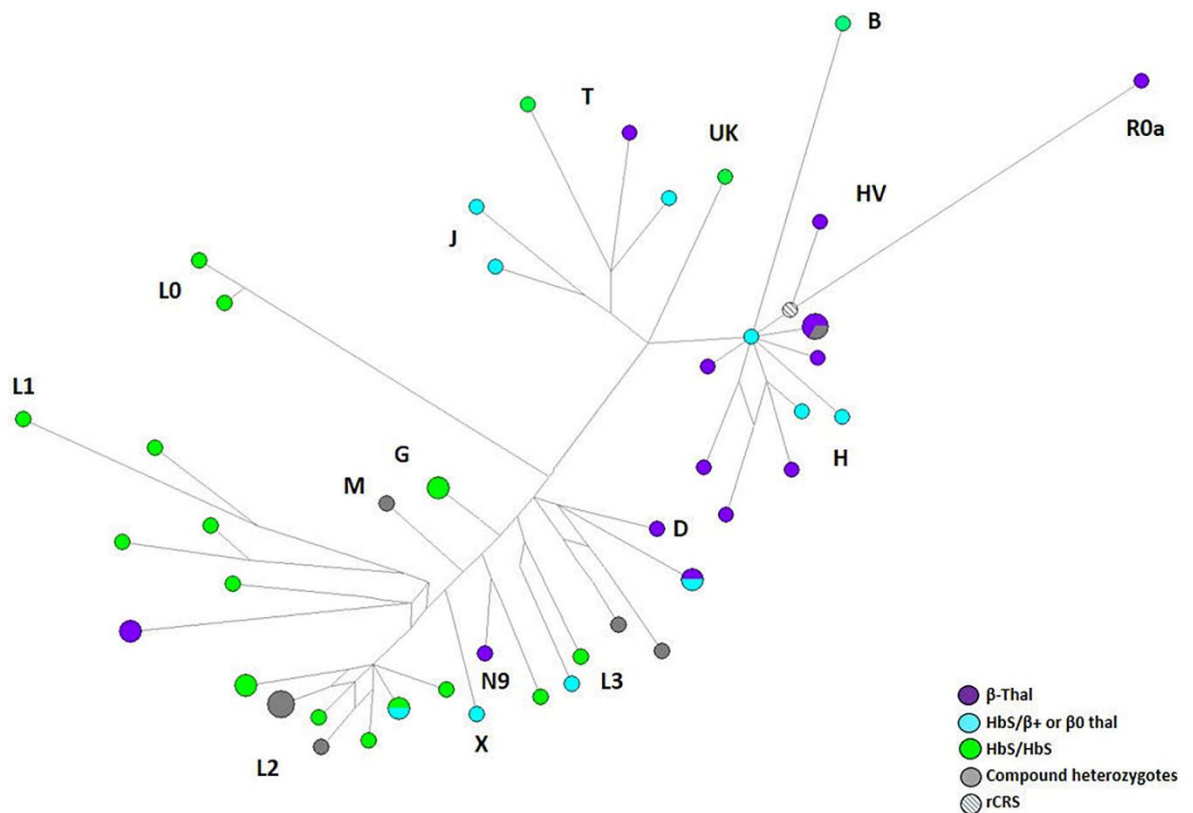 B
T
R0a
UK
HV
J
L0
L1
G
H
M
D
N9
L3
X
L2
β-Thal
HbS/β+ or β0 thal
HbS/HbS
Compound heterozygotes
rCRS